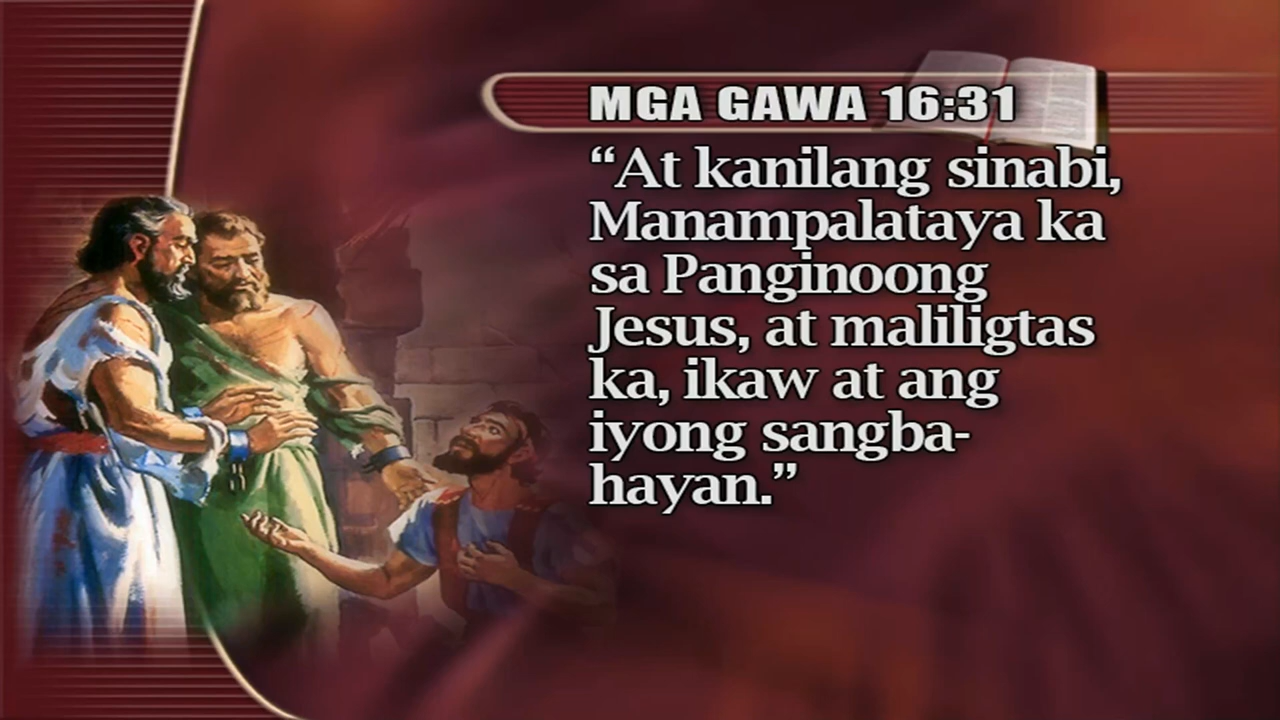 MGA GAWA 16:31
“At kanilang sinabi,
Manampalataya ka
sa Panginoong
Jesus, at maliligtas
ka, ikaw at ang
iyong sangba-
hayan.”